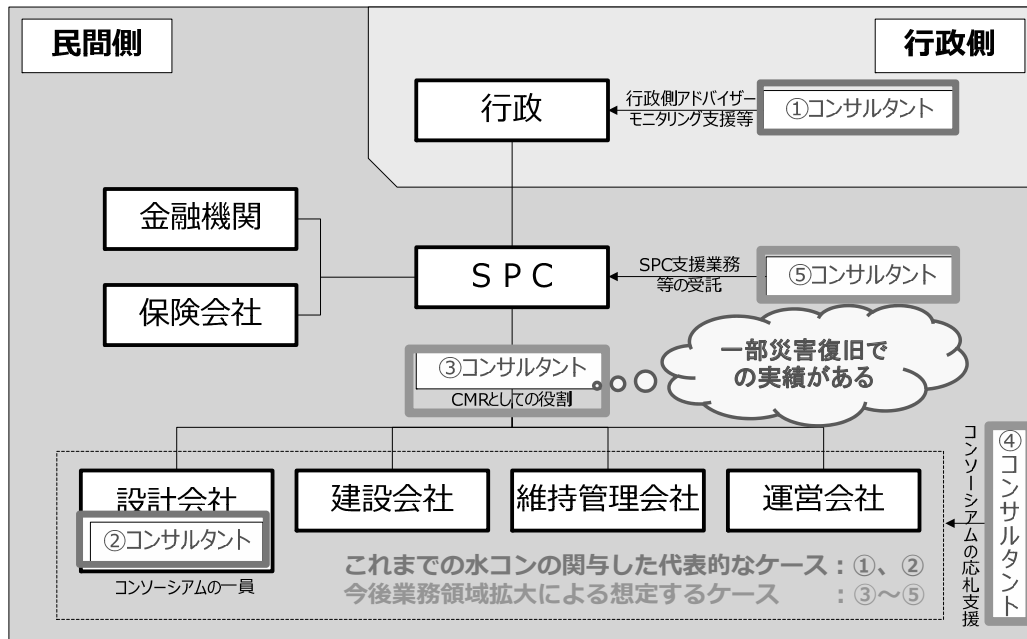 民間側
行政側
行政
行政側アドバイザー
モニタリング支援等
①コンサルタント
金融機関
保険会社
ＳＰＣ
SPC支援業務
等の受託
⑤コンサルタント
③コンサルタント
CMRとしての役割
一部災害復旧で
の実績がある
設計会社
②コンサルタント
コンソーシアムの一員
建設会社
維持管理会社
運営会社
コンソーシアムの応札支援
④コンサルタント
これまでの水コンの関与した代表的なケース：①、②
今後業務領域拡大による想定するケース　　：③～⑤